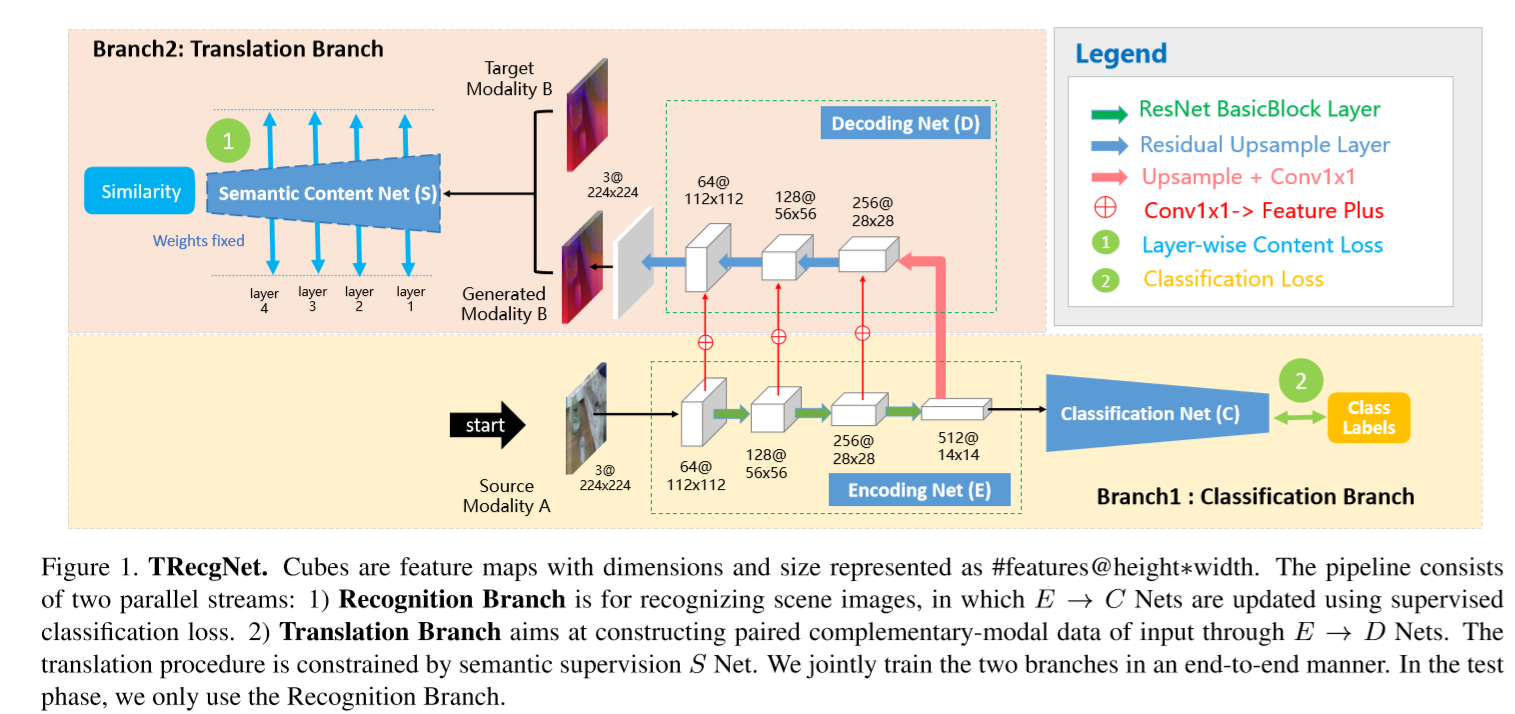 Branch2: Translation Branch
Target
Modality B
1
Similarity
Semantic Content Net (S)
Weights fixed
layer
4
layer
3
layer
2
layer
1
Generated
Modality B
3@
224x224
Decoding Net (D)
64@
112x112
128@
56x56
256@
28x28
Legend
ResNet BasicBlock Layer
Residual Upsample Layer
Upsample + Conv1x1
Conv1x1-> Feature Plus
1 Layer-wise Content Loss
2 Classification Loss
start
Source
Modality A
3@
224x224
64@
112x112
128@
56x56
256@
28x28
512@
14x14
Encoding Net (E)
Classification Net (C)
2
Class
Labels
Branch1 : Classification Branch
Figure 1. TRecgNet. Cubes are feature maps with dimensions and size represented as #features@height∗width. The pipeline consists
of two parallel streams: 1) Recognition Branch is for recognizing scene images, in which E → C Nets are updated using supervised
classification loss. 2) Translation Branch aims at constructing paired complementary-modal data of input through E → D Nets. The
translation procedure is constrained by semantic supervision S Net. We jointly train the two branches in an end-to-end manner. In the test
phase, we only use the Recognition Branch.